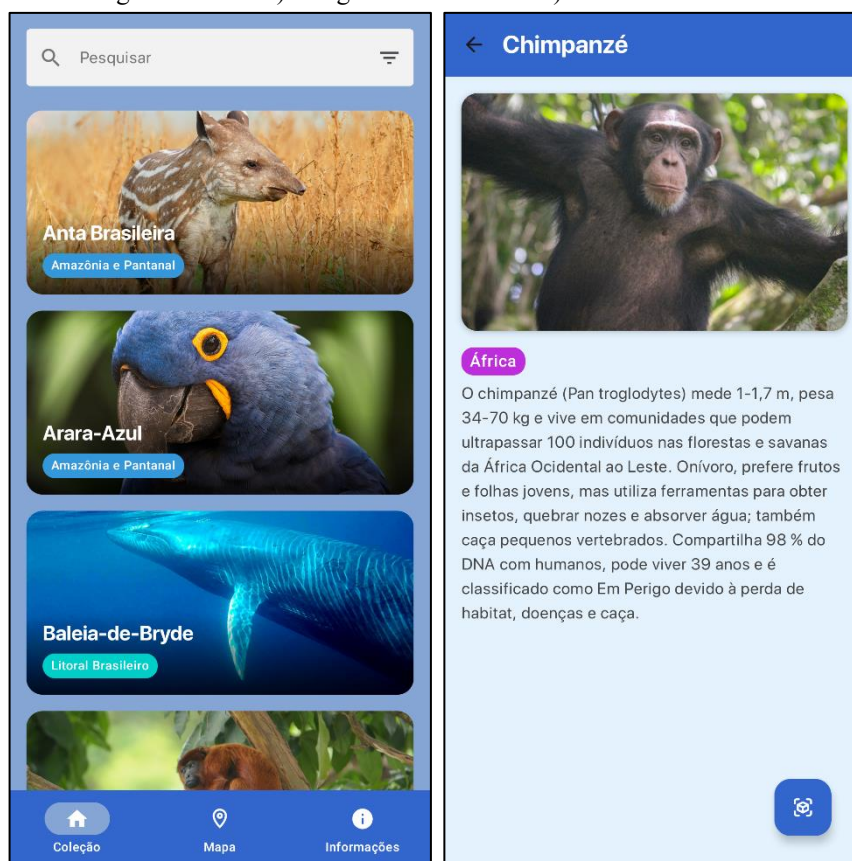 Pesquisar
Anta Brasileira
Amazônia e Pantanal
Arara-Azul
Amazônia e Pantanal
Baleia-de-Bryde
Litoral Brasileiro
Coleção
Mapa
Informações
Chimpanzé
África
O chimpanzé (Pan troglodytes) mede 1-1,7 m, pesa
34-70 kg e vive em comunidades que podem
ultrapassar 100 indivíduos nas florestas e savanas
da África Ocidental ao Leste. Onívoro, prefere frutos
e folhas jovens, mas utiliza ferramentas para obter
insetos, quebrar nozes e absorver água; também
caça pequenos vertebrados. Compartilha 98 % do
DNA com humanos, pode viver 39 anos e é
classificado como Em Perigo devido à perda de
habitat, doenças e caça.